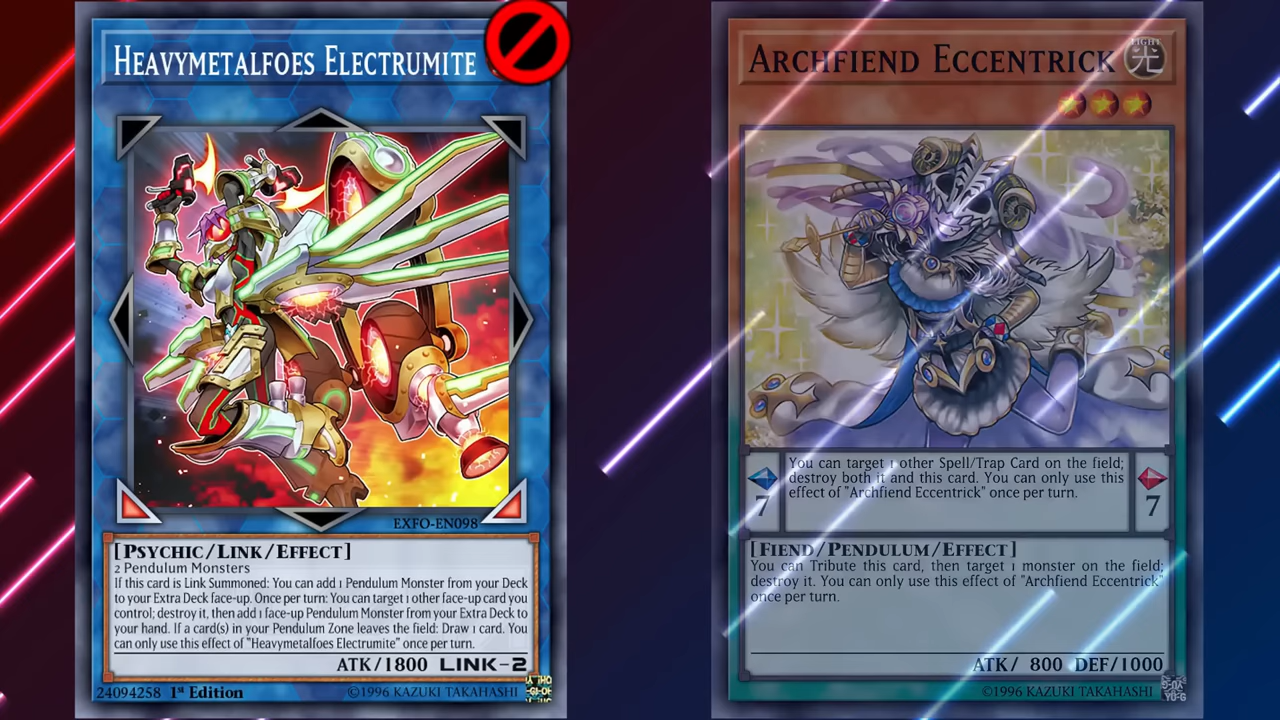 HEAVYMETALFOES ELECTRUMITE
EXFO-EN098
[PSYCHIC/LINK/EFFECT]
2 Pendulum Monsters
If this card is Link Summoned: You can add 1 Pendulum Monster from your Deck
to your Extra Deck face-up. Once per turn: You can target 1 other face-up card you
control; destroy it, then add 1 face-up Pendulum Monster from your Extra Deck to
your hand. If a card(s) in your Pendulum Zone leaves the field: Draw 1 card. You
can only use this effect of "Heavymetalfoes Electrumite" once per turn.
ATK/1800 LINK-2
24094258 1st Edition ©1996 KAZUKI TAKAHASHI
ARCHFIEND ECCENTRICK
LIGHT
光
You can target 1 other Spell/Trap Card on the field;
destroy both it and this card. You can only use this
effect of "Archfiend Eccentrick" once per turn.
7 7
[FIEND/PENDULUM/EFFECT]
You can Tribute this card, then target 1 monster on the field;
destroy it. You can only use this effect of "Archfiend Eccentrick"
once per turn.
ATK/ 800 DEF/1000
©1996 KAZUKI TAKAHASHI